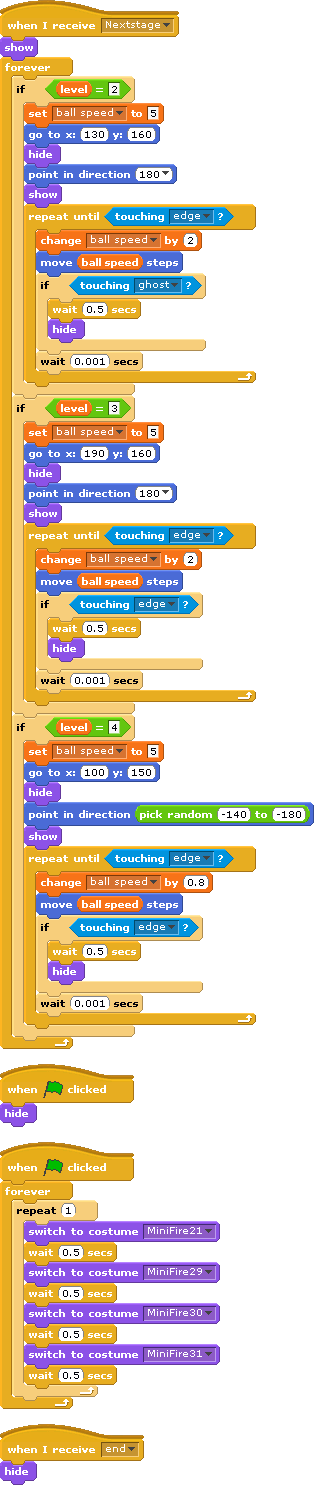 when I receive Nextstage
show
forever
if level = 2
set ball speed to 5
go to x: 130 y: 160
hide
point in direction 180
show
repeat until touching edge ?
change ball speed by 2
move ball speed steps
if touching ghost ?
wait 0.5 secs
hide
wait 0.001 secs
if level = 3
set ball speed to 5
go to x: 190 y: 160
hide
point in direction 180
show
repeat until touching edge ?
change ball speed by 2
move ball speed steps
if touching edge ?
wait 0.5 secs
hide
wait 0.001 secs
if level = 4
set ball speed to 5
go to x: 100 y: 150
hide
point in direction pick random -140 to -180
show
repeat until touching edge ?
change ball speed by 0.8
move ball speed steps
if touching edge ?
wait 0.5 secs
hide
wait 0.001 secs
when clicked
hide
when clicked
forever
repeat 1
switch to costume MiniFire21
wait 0.5 secs
switch to costume MiniFire29
wait 0.5 secs
switch to costume MiniFire30
wait 0.5 secs
switch to costume MiniFire31
wait 0.5 secs
when I receive end
hide